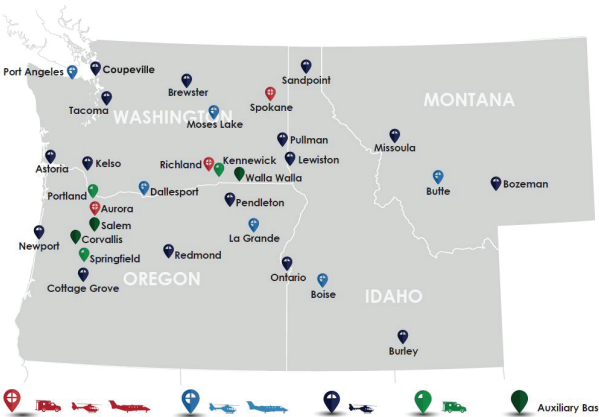 Port Angeles
Coupeville
Sandpoint
Brewster
Spokane
MONTANA
Tacoma
WASHINGTON
Moses Lake
Pullman
Missoula
Astoria
Kelso
Richland
Kennewick
Lewiston
Walla Walla
Butte
Bozeman
Portland
Dallesport
Aurora
Pendleton
Salem
Newport
Corvallis
La Grande
Springfield
Redmond
OREGON
Ontario
Cottage Grove
Boise
IDAHO
Burley
Auxiliary Bas